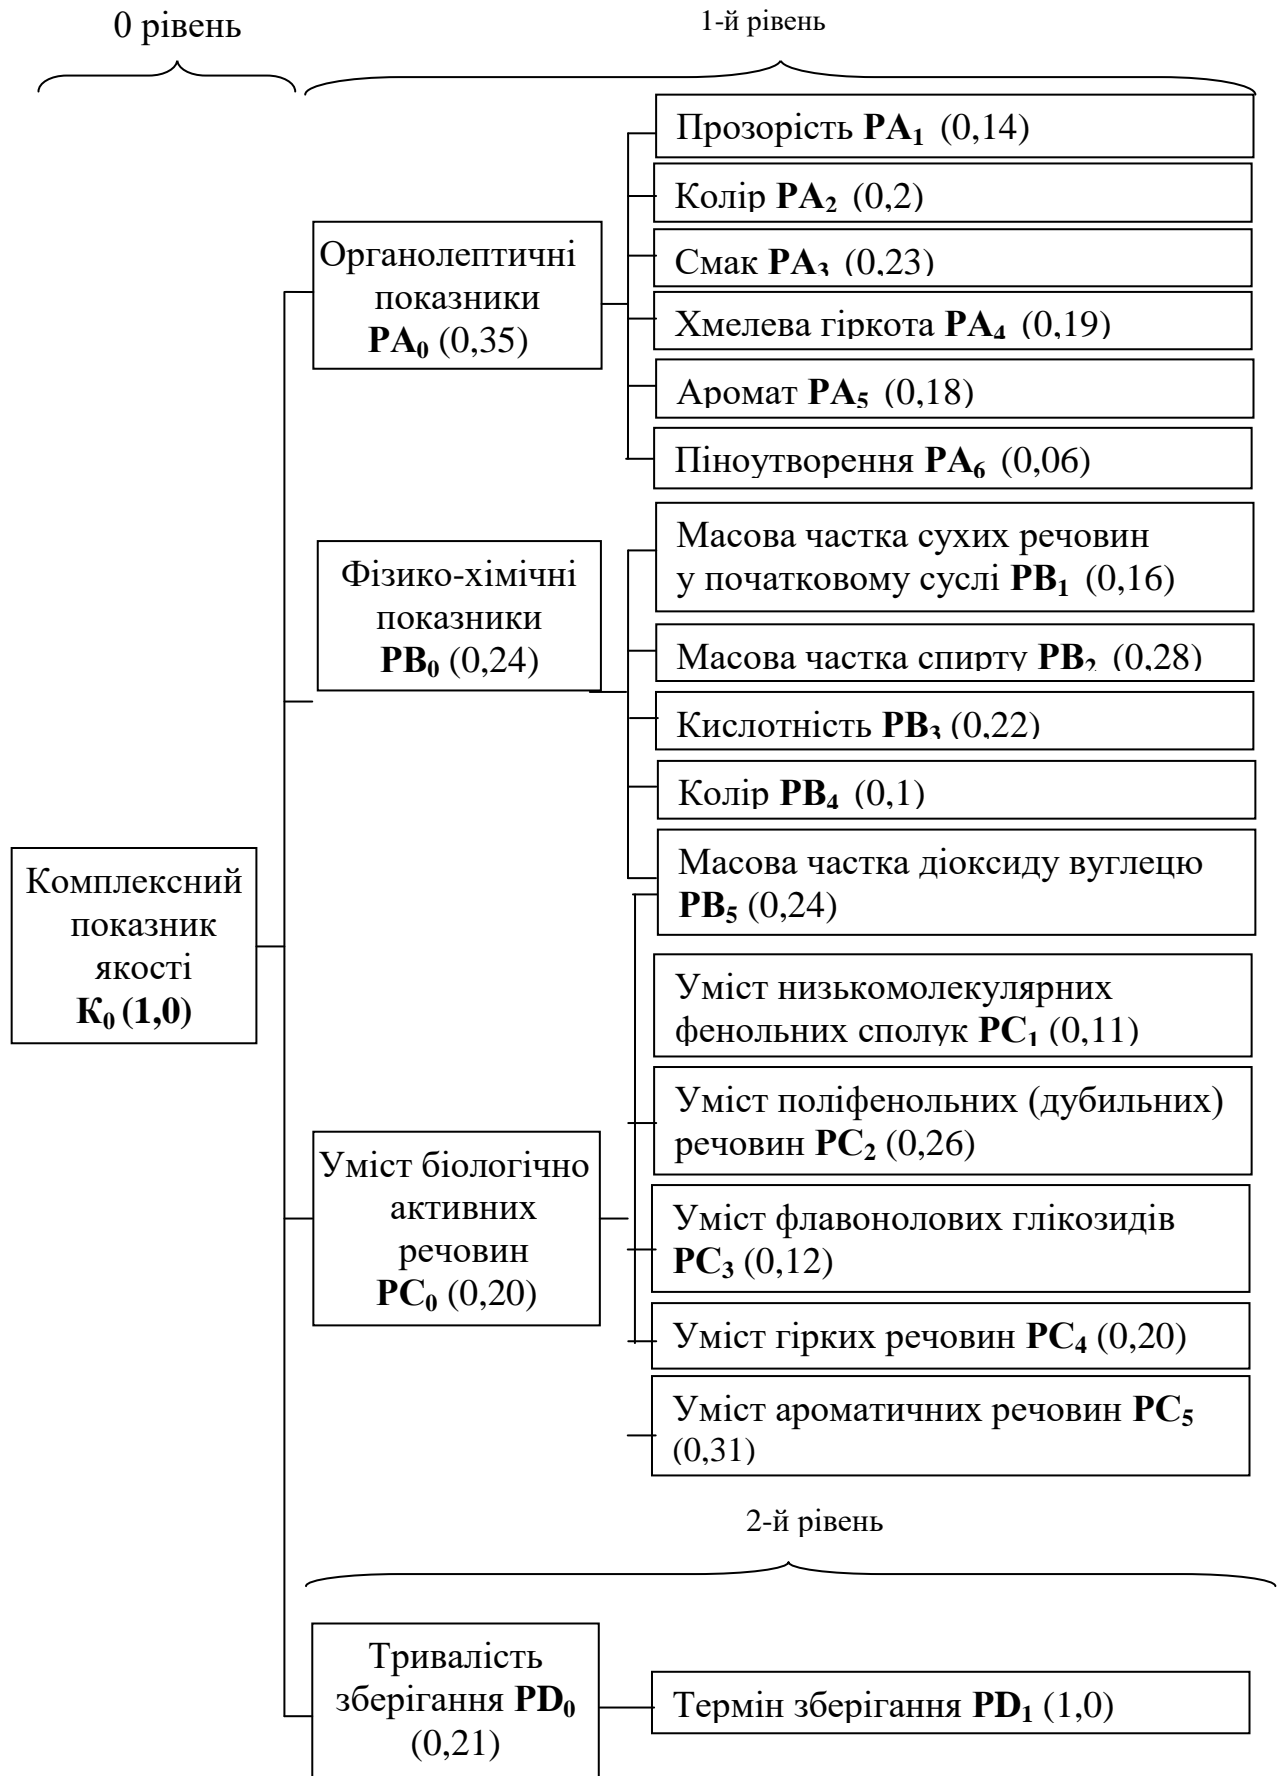 0 рівень
1-й рівень
Прозорість PA₁ (0,14)
Колір PA₂ (0,2)
Смак PA₃ (0,23)
Хмелева гіркота PA₄ (0,19)
Аромат PA₅ (0,18)
Піноутворення PA₆ (0,06)
Органолептичні
показники
PA₀ (0,35)
Масова частка сухих речовин
у початковому суслі PB₁ (0,16)
Масова частка спирту PB₂ (0,28)
Кислотність PB₃ (0,22)
Колір PB₄ (0,1)
Масова частка діоксиду вуглецю
PB₅ (0,24)
Фізико-хімічні
показники
PB₀ (0,24)
Комплексний
показник
якості
K₀ (1,0)
Уміст низькомолекулярних
фенольних сполук PC₁ (0,11)
Уміст поліфенольних (дубильних)
речовин PC₂ (0,26)
Уміст флавонолових глікозидів
PC₃ (0,12)
Уміст гірких речовин PC₄ (0,20)
Уміст ароматичних речовин PC₅
(0,31)
Уміст біологічно
активних
речовин
PC₀ (0,20)
2-й рівень
Тривалість
зберігання PD₀
(0,21)
Термін зберігання PD₁ (1,0)